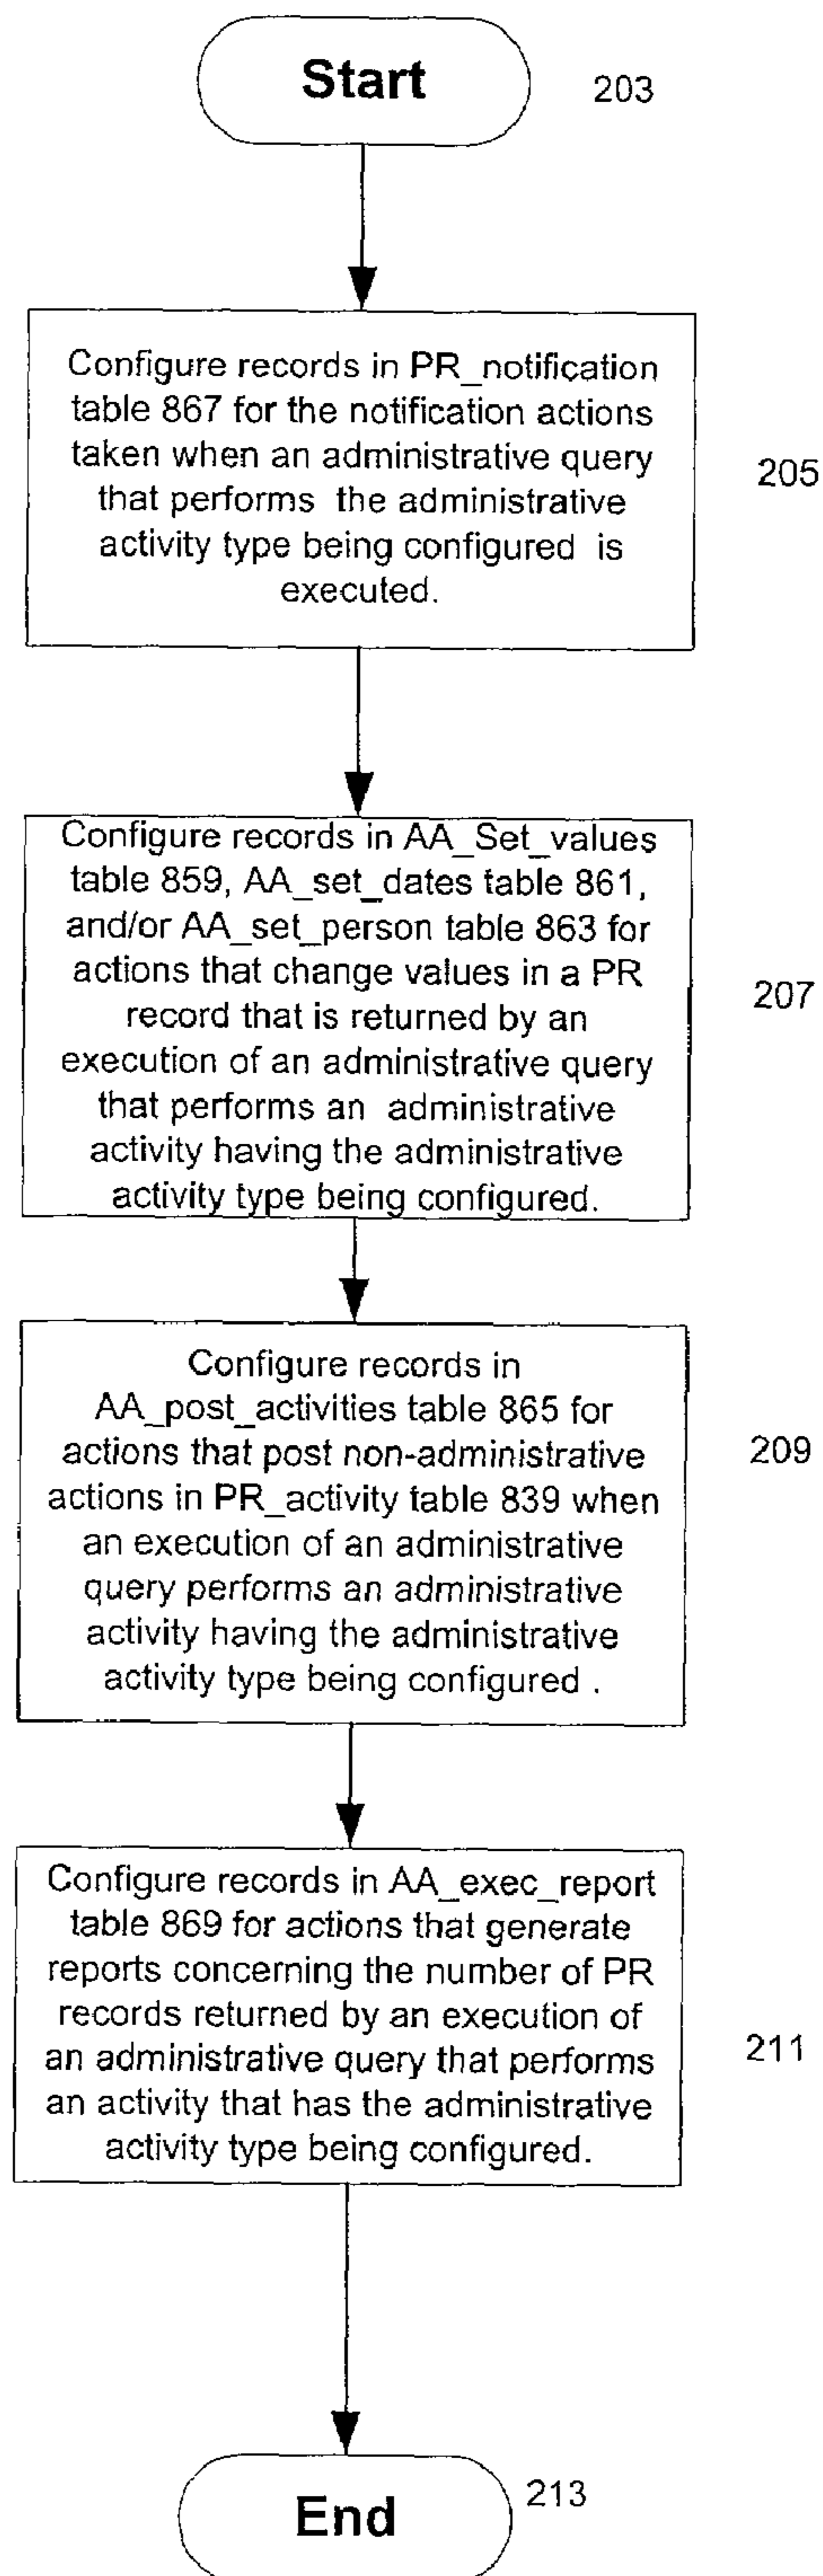 Start
203
Configure records in PR_notification
table 867 for the notification actions
taken when an administrative query
that performs the administrative
activity type being configured is
executed.
205
Configure records in AA_Set_values
table 859, AA_set_dates table 861,
and/or AA_set_person table 863 for
actions that change values in a PR
record that is returned by an
execution of an administrative query
that performs an administrative
activity having the administrative
activity type being configured.
207
Configure records in
AA_post_activities table 865 for
actions that post non-administrative
actions in PR_activity table 839 when
an execution of an administrative
query performs an administrative
activity having the administrative
activity type being configured .
209
Configure records in AA_exec_report
table 869 for actions that generate
reports concerning the number of PR
records returned by an execution of
an administrative query that performs
an activity that has the administrative
activity type being configured.
211
End
213